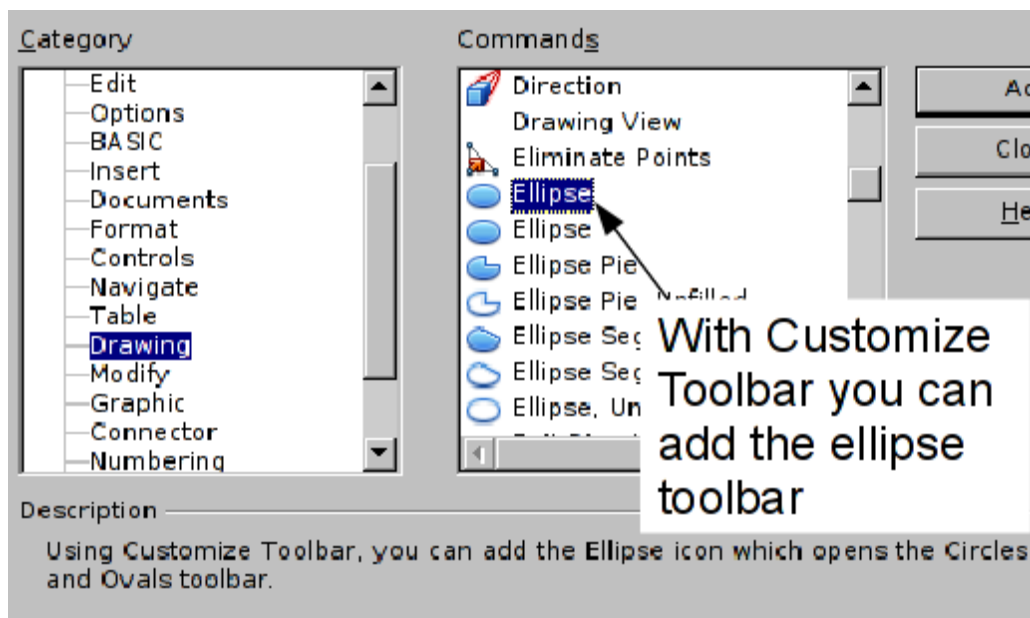 Category
Edit
Options
BASIC
Insert
Documents
Format
Controls
Navigate
Table
Drawing
Modify
Graphic
Connector
Numbering
Commands
Direction
Drawing View
Eliminate Points
Ellipse
Ellipse
Ellipse Pie
Ellipse Pie, Unfilled
Ellipse Seg
Ellipse Seg
Ellipse, Un
Ad
Clo
He
With Customize
Toolbar you can
add the ellipse
toolbar
Description
Using Customize Toolbar, you can add the Ellipse icon which opens the Circles
and Ovals toolbar.